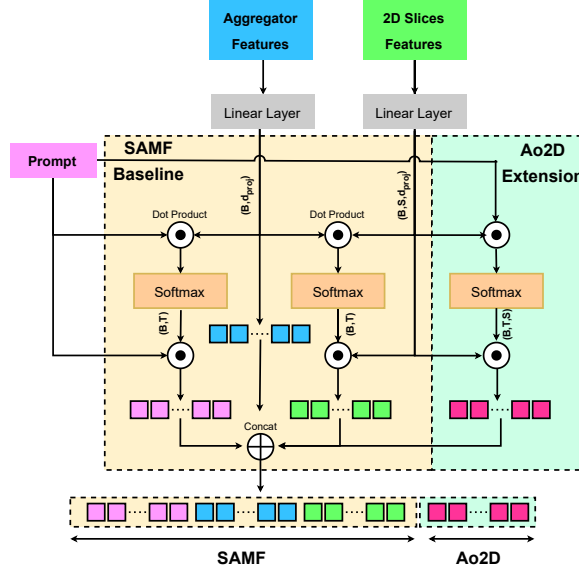 Aggregator
Features
2D Slices
Features
Linear Layer
Linear Layer
Prompt
SAMF
Baseline
Ao2D
Extension
(B,d_proj)
(B,S,d_proj)
Dot Product
Dot Product
Softmax
Softmax
Softmax
(B,T)
(B,T)
(B,T,S)
Concat
SAMF
Ao2D